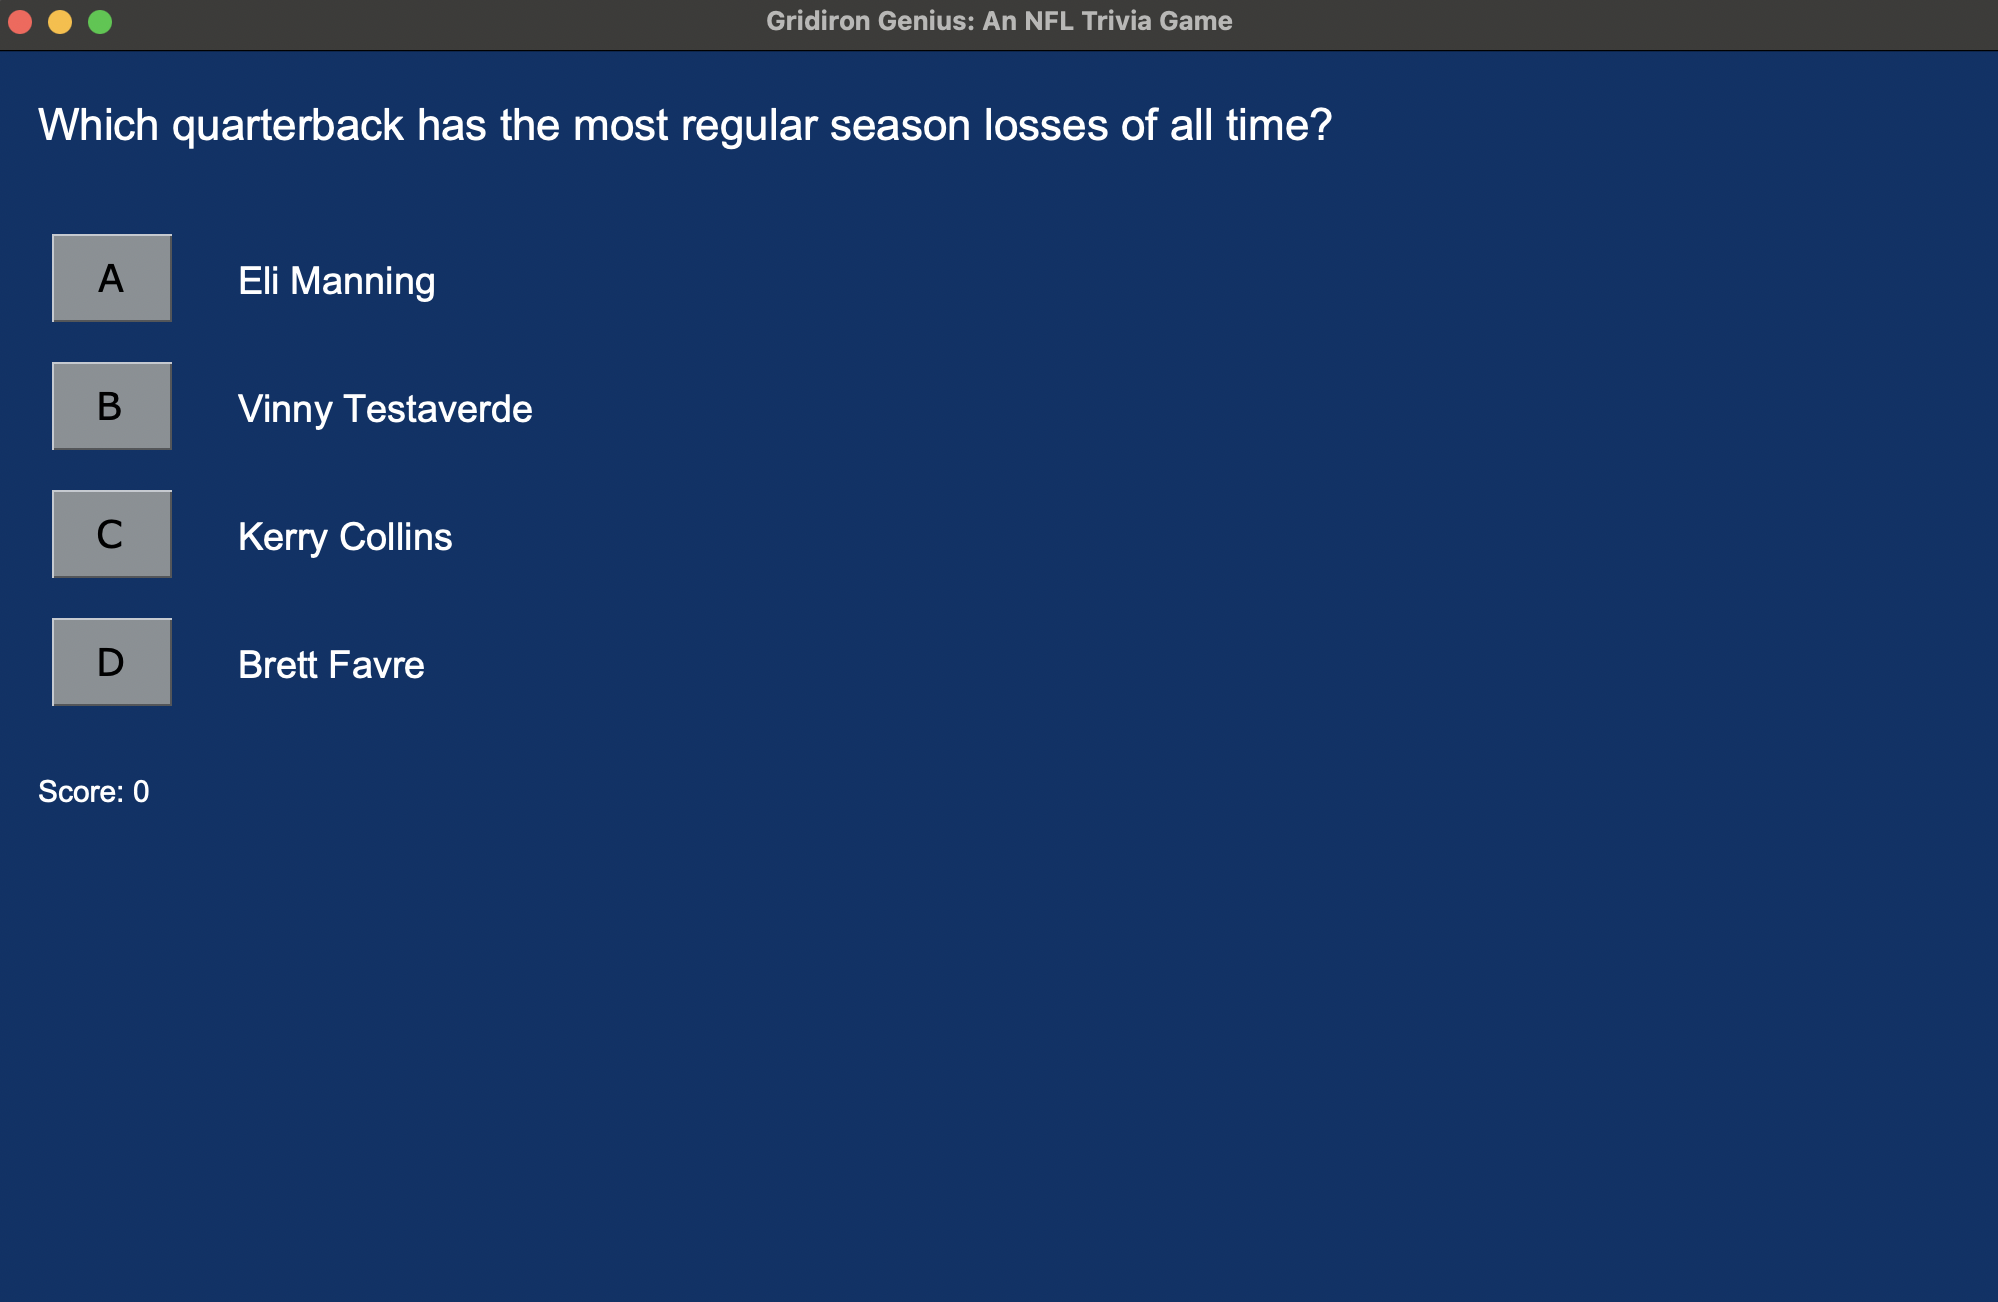 Gridiron Genius: An NFL Trivia Game
Which quarterback has the most regular season losses of all time?
A Eli Manning
B Vinny Testaverde
C Kerry Collins
D Brett Favre
Score: 0